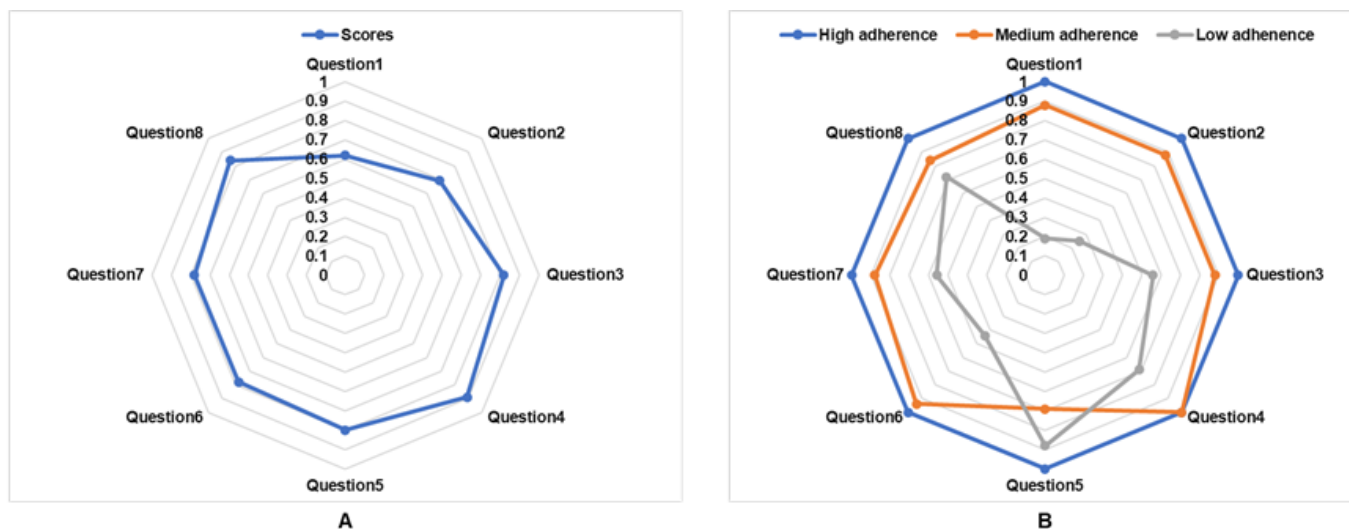 Scores
Question1
1
0.9
0.8
0.7
0.6
0.5
0.4
0.3
0.2
0.1
0
Question2
Question3
Question4
Question5
Question6
Question7
Question8
A
High adherence Medium adherence Low adhenence
Question1
1
0.9
0.8
0.7
0.6
0.5
0.4
0.3
0.2
0.1
0
Question2
Question3
Question4
Question5
Question6
Question7
Question8
B